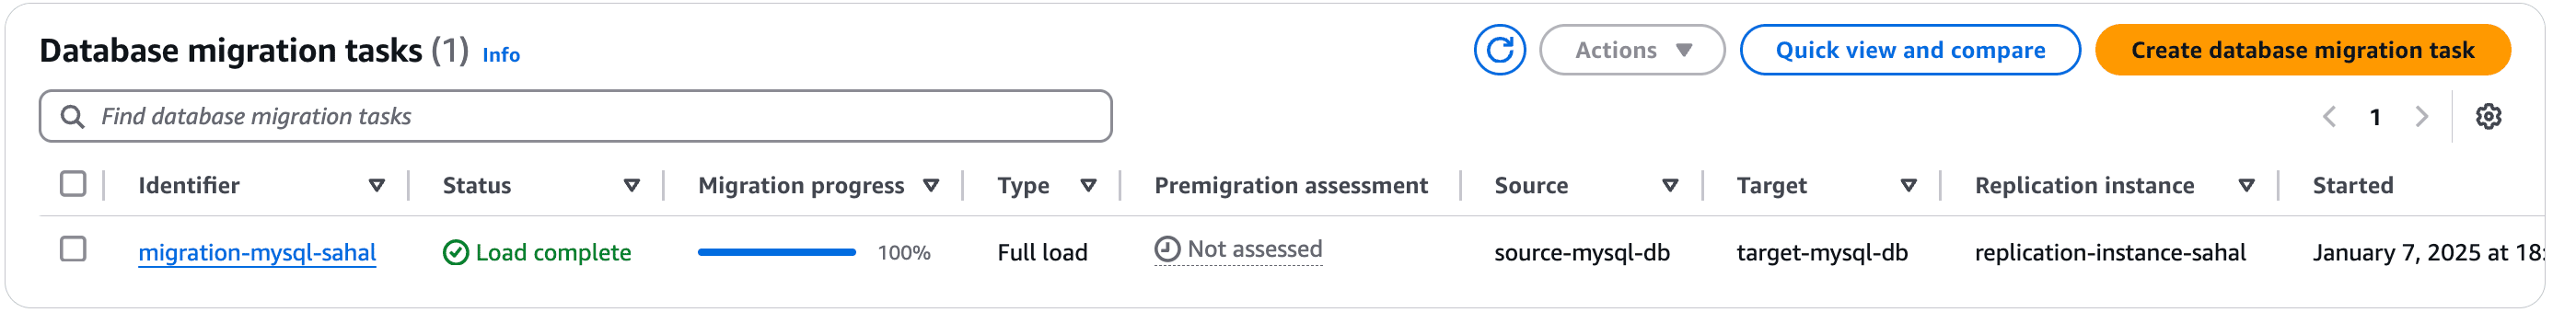 Database migration tasks (1) Info
Actions Quick view and compare Create database migration task
Find database migration tasks
1
Identifier Status Migration progress Type Premigration assessment Source Target Replication instance Started
migration-mysql-sahal Load complete 100% Full load Not assessed source-mysql-db target-mysql-db replication-instance-sahal January 7, 2025 at 18: